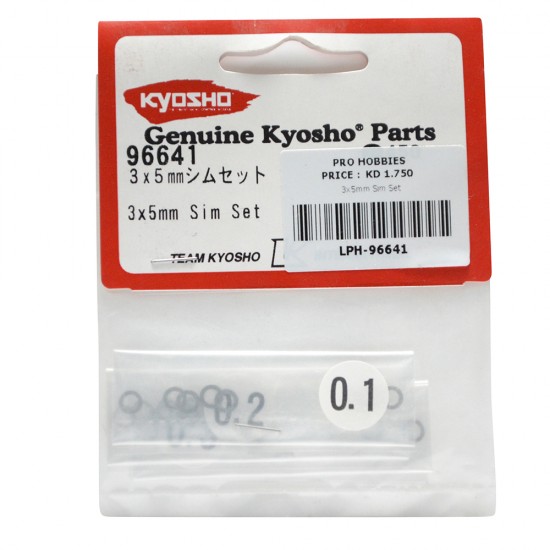 KYOSHO
Genuine Kyosho® Parts
96641
3x5mmシムセット
3x5mm Sim Set
TEAM KYOSHO
PRO HOBBIES
PRICE : KD 1.750
3x5mm Sim Set
LPH-96641
0.1
0.2